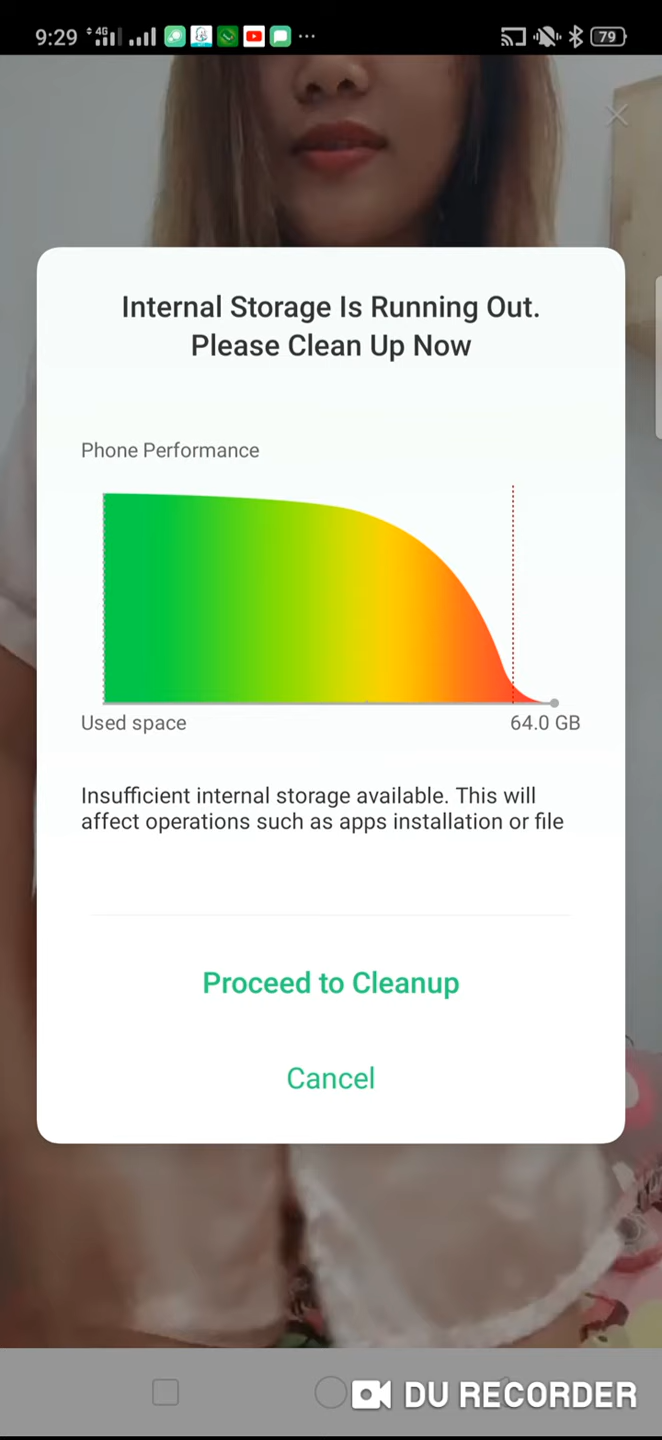 9:29
4G
79
Internal Storage Is Running Out.
Please Clean Up Now
Phone Performance
Used space
64.0 GB
Insufficient internal storage available. This will
affect operations such as apps installation or file
Proceed to Cleanup
Cancel
DU RECORDER